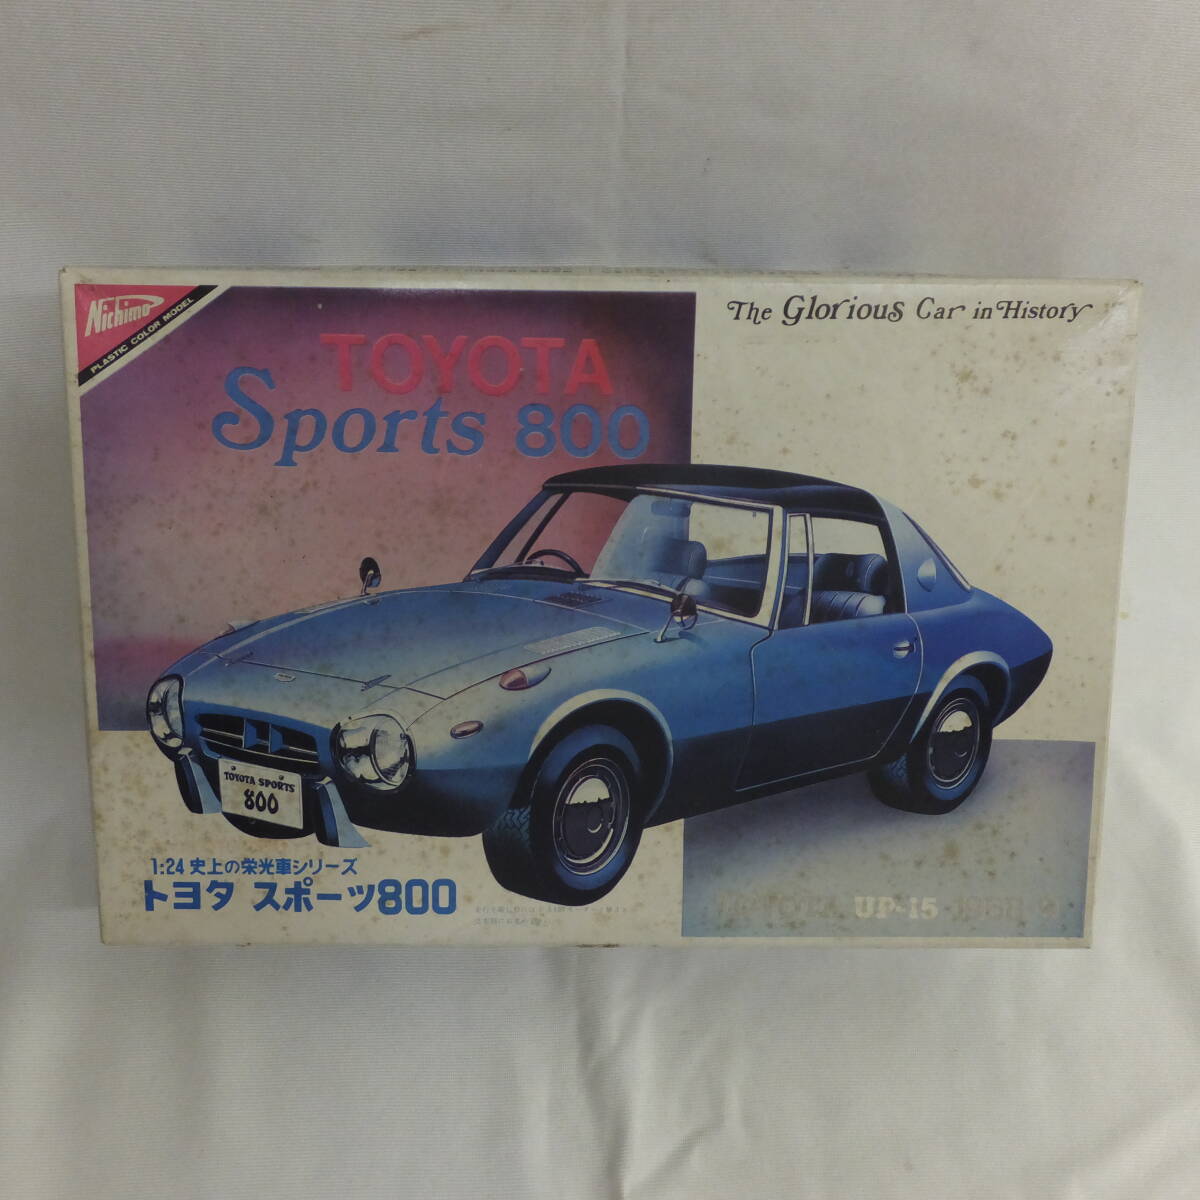 Nichimo
PLASTIC COLOR MODEL
The Glorious Car in History
TOYOTA
Sports 800
TOYOTA SPORTS
800
1:24 史上の栄光車シリーズ
トヨタ スポーツ800
TOYOTA UP-15